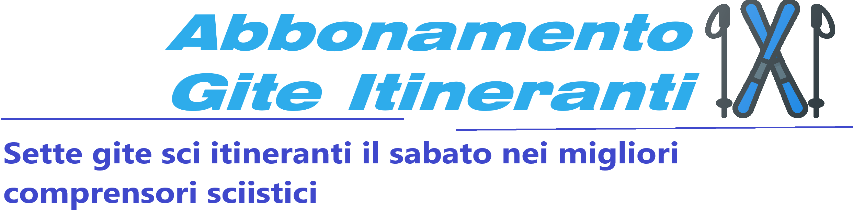 Abbonamento
Gite Itineranti
Sette gite sci itineranti il sabato nei migliori
comprensori sciistici